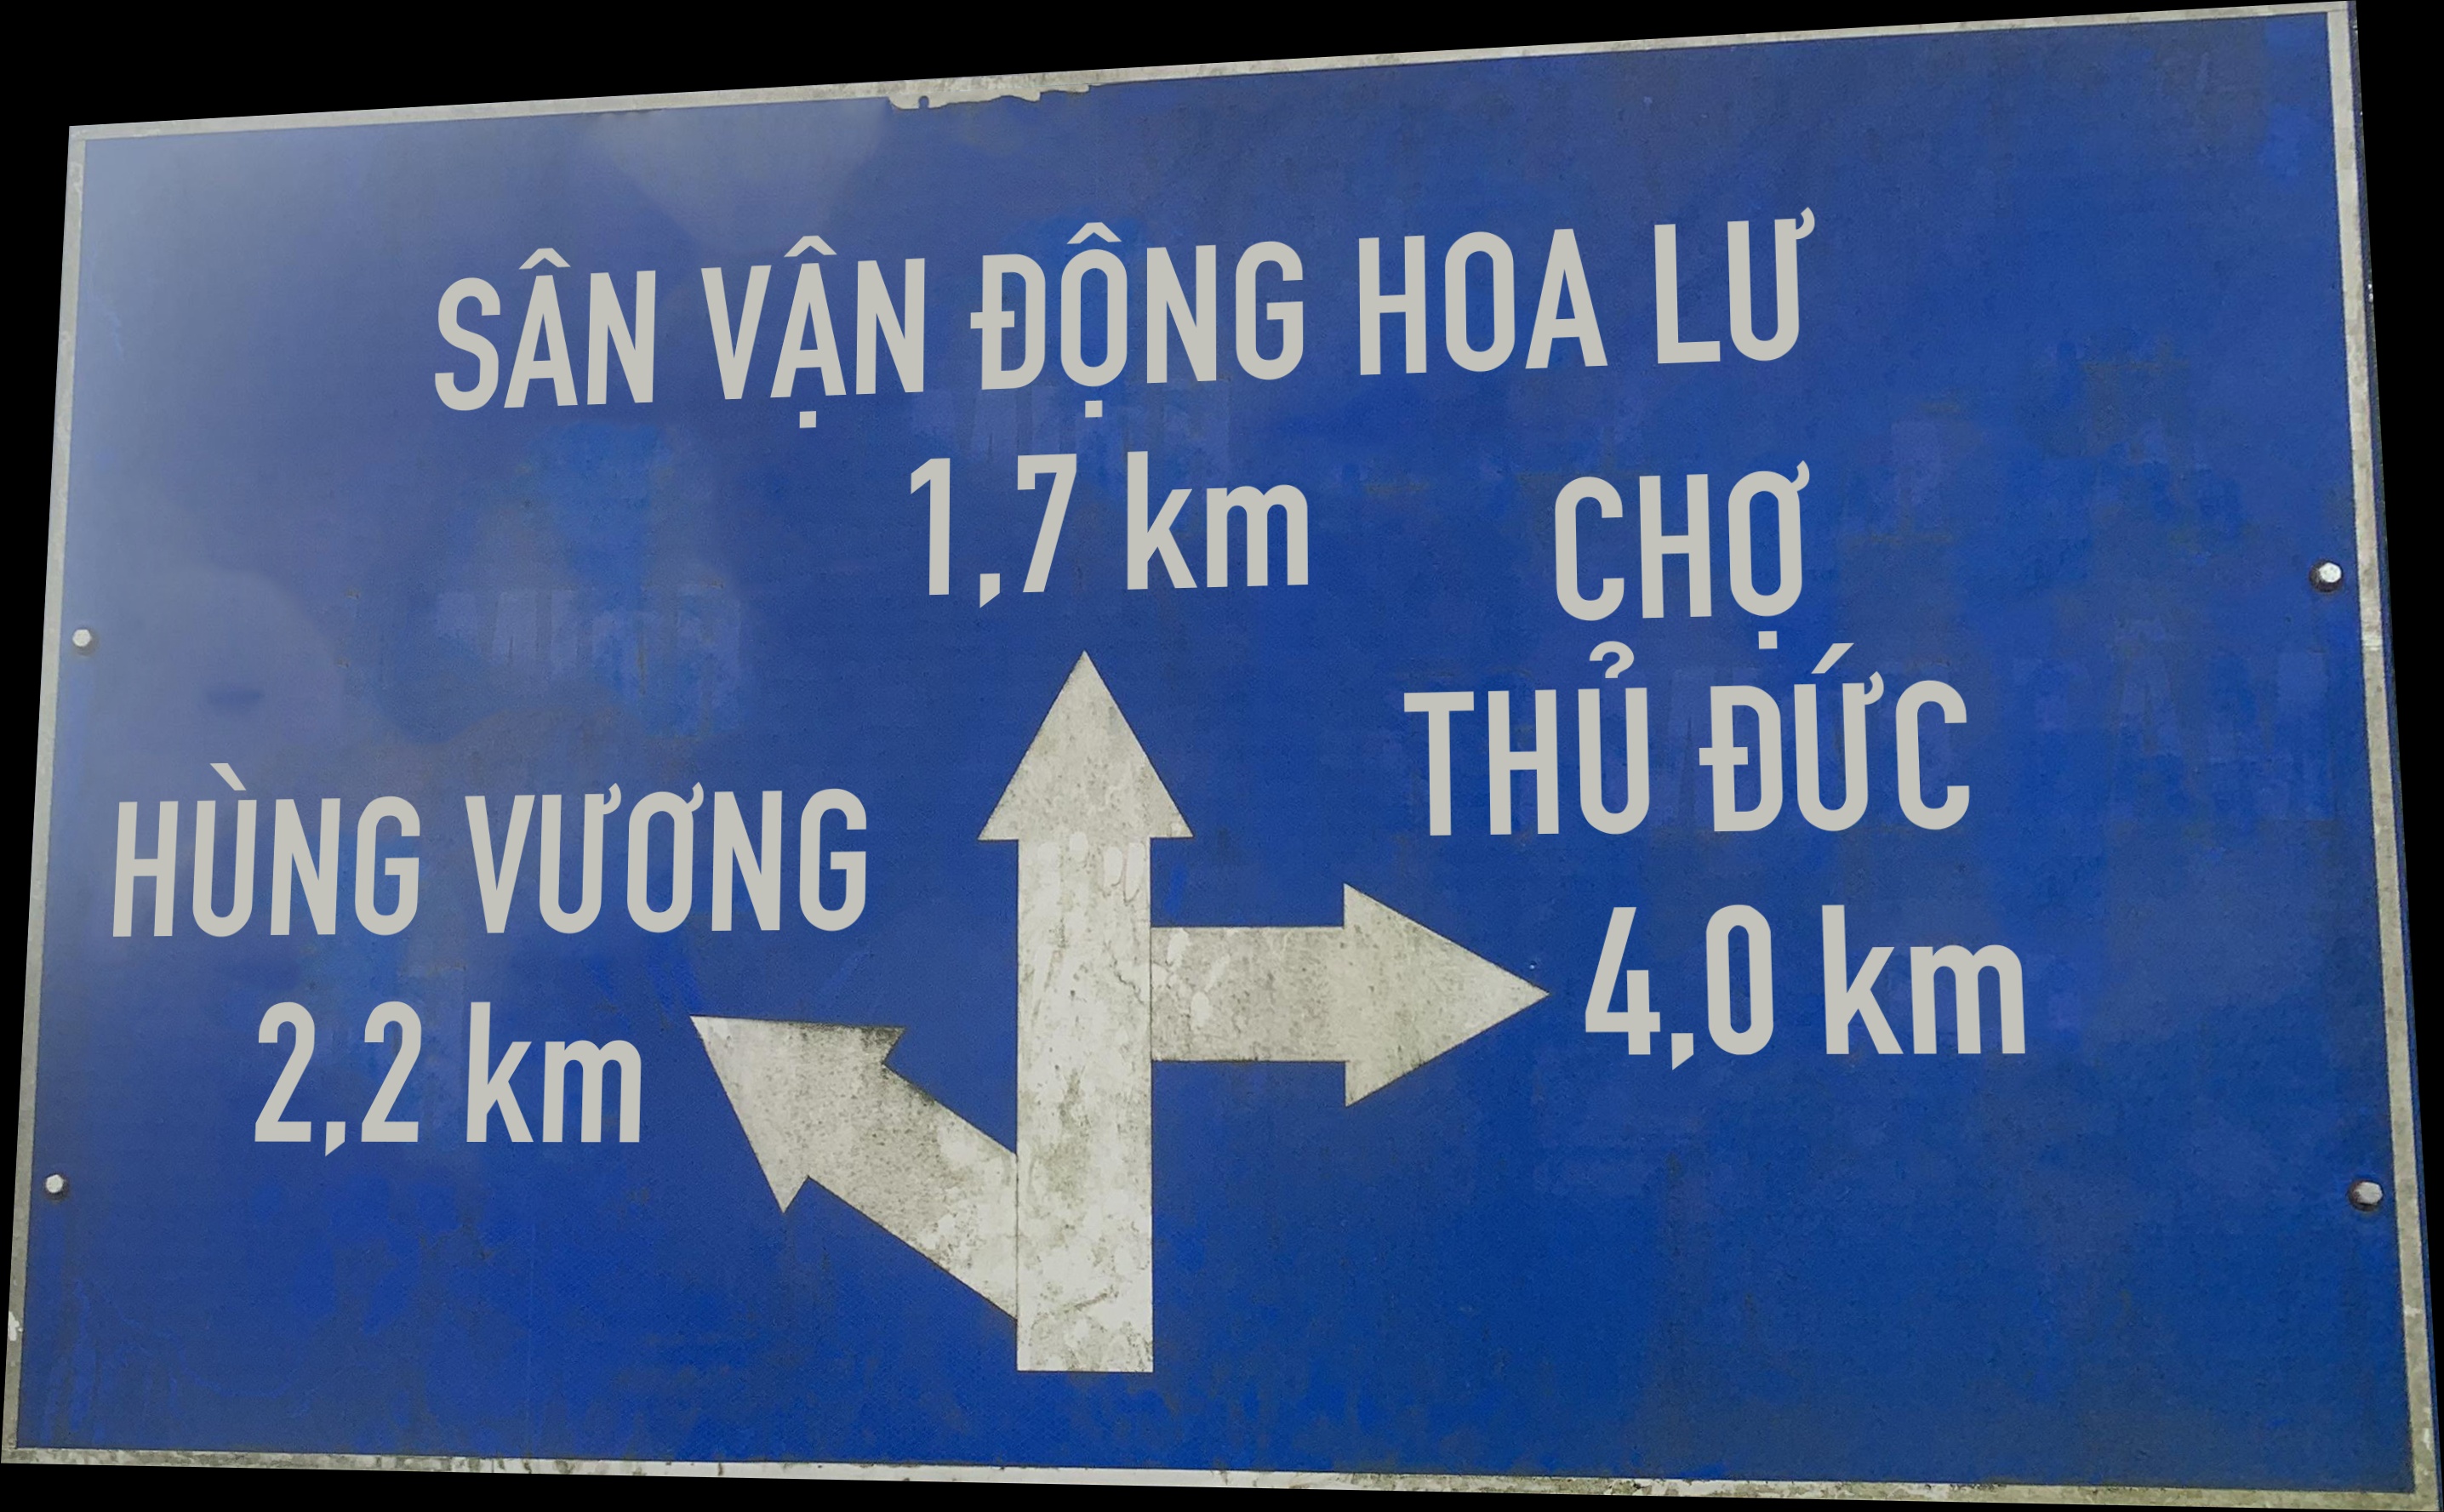 SÂN VẬN ĐỘNG HOA LƯ
1,7 km
CHỢ
THỦ ĐỨC
4,0 km
HÙNG VƯƠNG
2,2 km